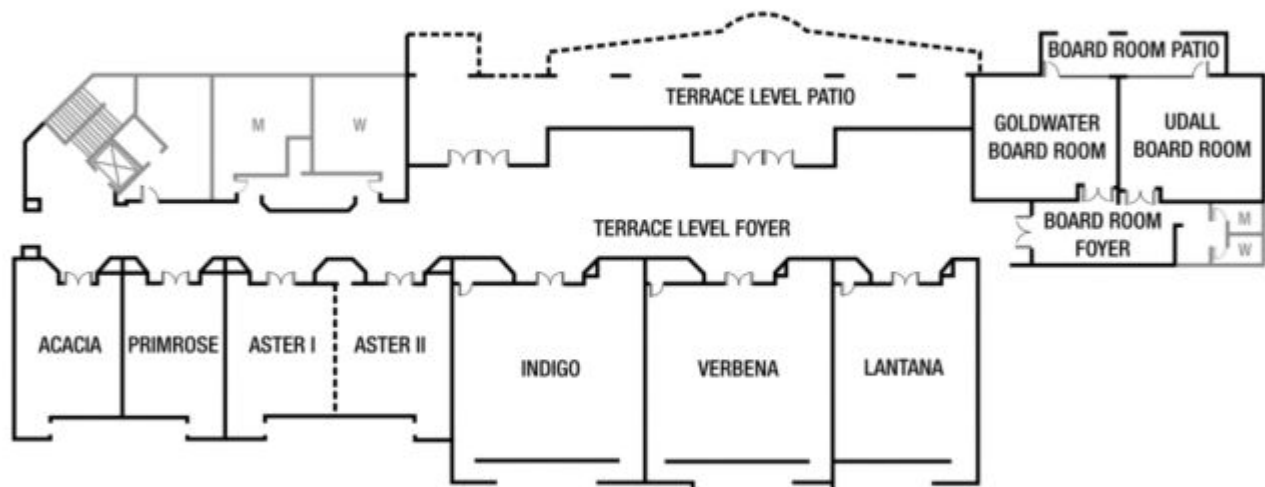 BOARD ROOM PATIO
TERRACE LEVEL PATIO
M
W
GOLDWATER
BOARD ROOM
UDALL
BOARD ROOM
TERRACE LEVEL FOYER
BOARD ROOM
FOYER
M
W
ACACIA
PRIMROSE
ASTER I
ASTER II
INDIGO
VERBENA
LANTANA